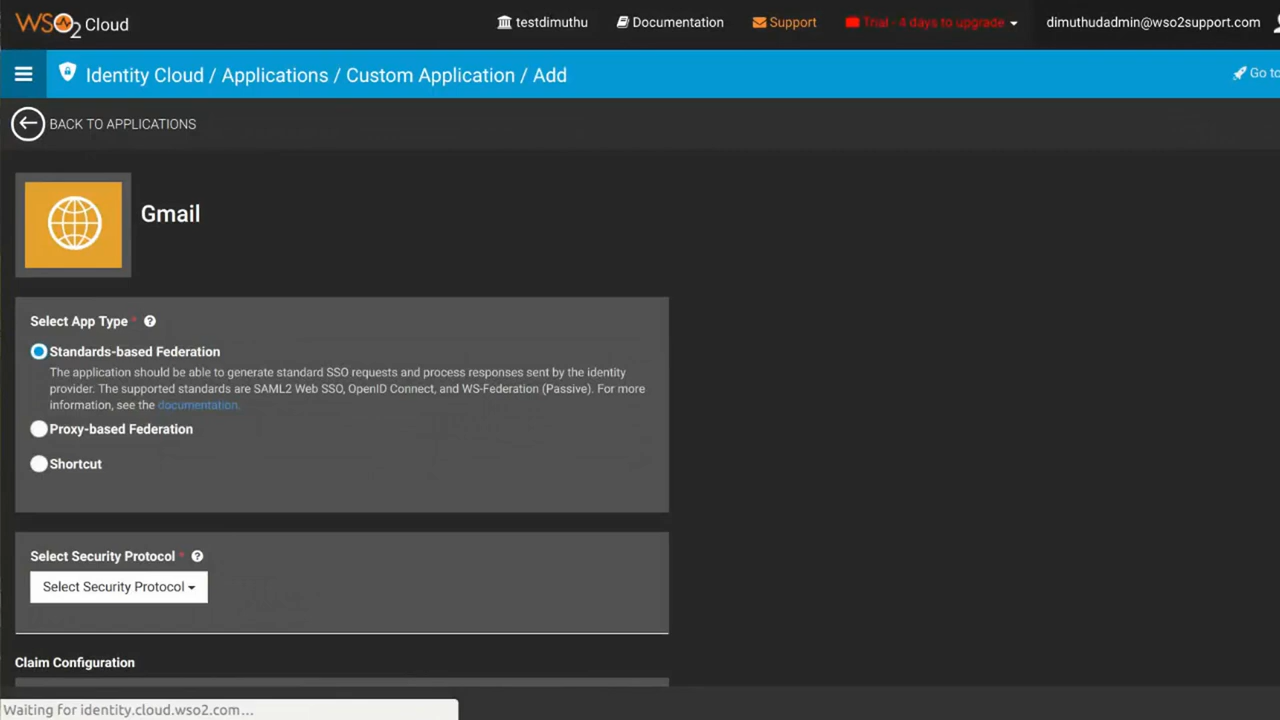 WSO2 Cloud
testdimuthu
Documentation
Support
Trial - 4 days to upgrade
dimuthudadmin@wso2support.com
Identity Cloud / Applications / Custom Application / Add
Go to
BACK TO APPLICATIONS
Gmail
Select App Type *
Standards-based Federation
The application should be able to generate standard SSO requests and process responses sent by the identity
provider. The supported standards are SAML2 Web SSO, OpenID Connect, and WS-Federation (Passive). For more
information, see the documentation.
Proxy-based Federation
Shortcut
Select Security Protocol *
Select Security Protocol
Claim Configuration
Waiting for identity.cloud.wso2.com...